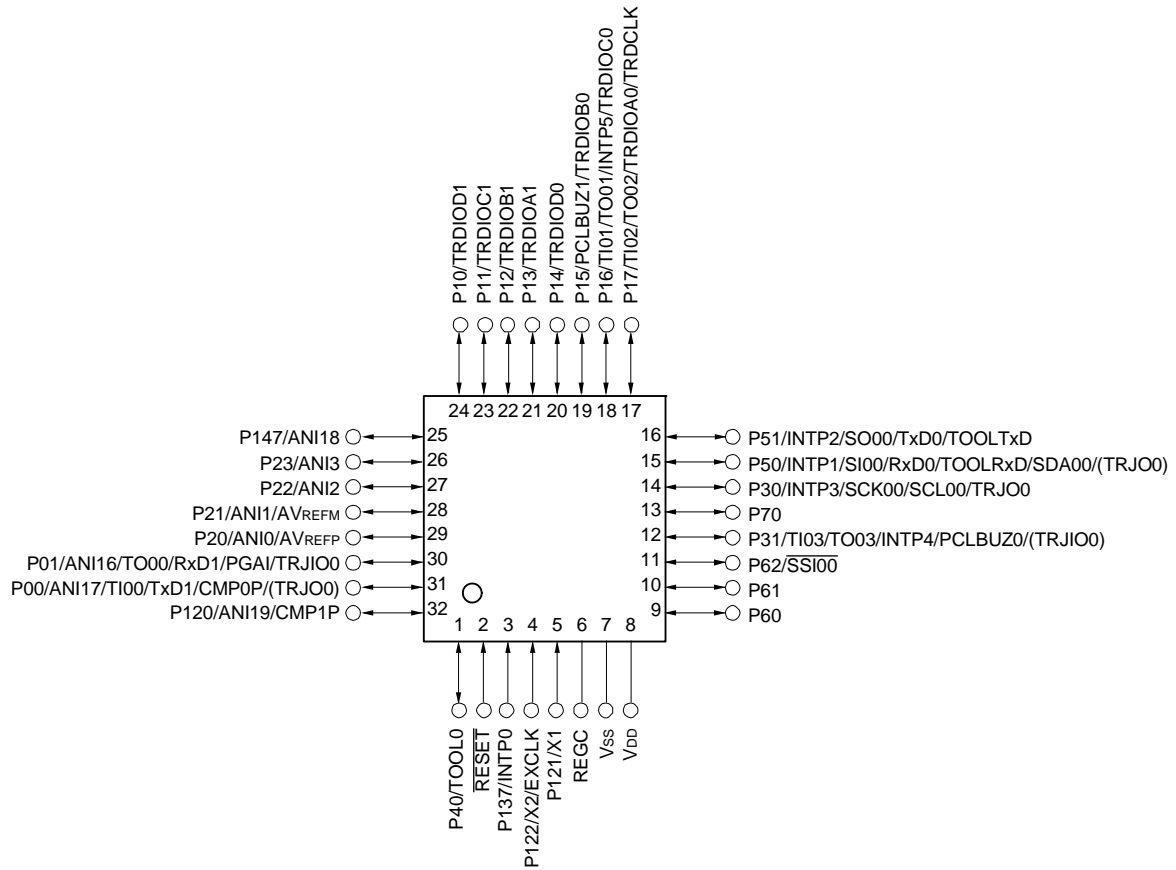 P10/TRDIOD1
P11/TRDIOC1
P12/TRDIOB1
P13/TRDIOA1
P14/TRDIOD0
P15/PCLBUZ1/TRDIOB0
P16/TI01/TO01/INTP5/TRDIOC0
P17/TI02/TO02/TRDIOA0/TRDCLK
24 23 22 21 20 19 18 17
P147/ANI18 25
P23/ANI3 26
P22/ANI2 27
P21/ANI1/AVREFM 28
P20/ANI0/AVREFP 29
P01/ANI16/TO00/RxD1/PGAI/TRJIO0 30
P00/ANI17/TI00/TxD1/CMP0P/(TRJO0) 31
P120/ANI19/CMP1P 32
16 P51/INTP2/SO00/TxD0/TOOLTxD
15 P50/INTP1/SI00/RxD0/TOOLRxD/SDA00/(TRJO0)
14 P30/INTP3/SCK00/SCL00/TRJO0
13 P70
12 P31/TI03/TO03/INTP4/PCLBUZ0/(TRJIO0)
11 P62/SSI00
10 P61
9 P60
1 2 3 4 5 6 7 8
P40/TOOL0
RESET
P137/INTP0
P122/X2/EXCLK
P121/X1
REGC
VSS
VDD